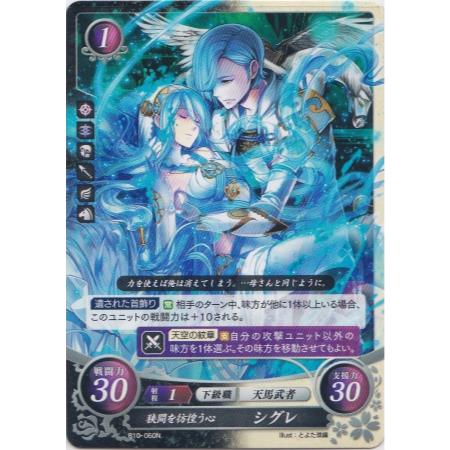 1
力を使えば俺は消えてしまう。…母さんと同じように。
遺された首飾り 常 相手のターン中、味方が他に1体以上いる場合、
このユニットの戦闘力は+10される。
天空の紋章 攻 自分の攻撃ユニット以外の
味方を1体選ぶ。その味方を移動させてもよい。
戦闘力
30
射程 1 下級職 天馬武者
支援力
30
狭間を彷徨う心 シグレ
B10-060N
illust:とよた瑣織